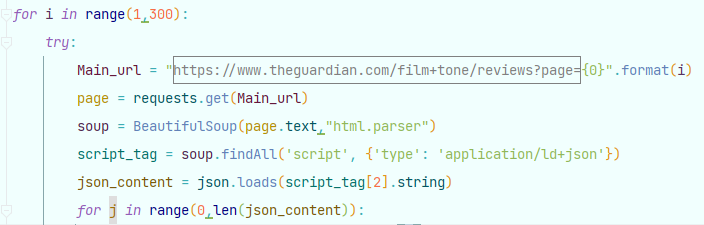 for i in range(1,300):
try:
Main_url = "https://www.theguardian.com/film+tone/reviews?page={0}".format(i)
page = requests.get(Main_url)
soup = BeautifulSoup(page.text,"html.parser")
script_tag = soup.findAll('script', {'type': 'application/ld+json'})
json_content = json.loads(script_tag[2].string)
for j in range(0,len(json_content)):